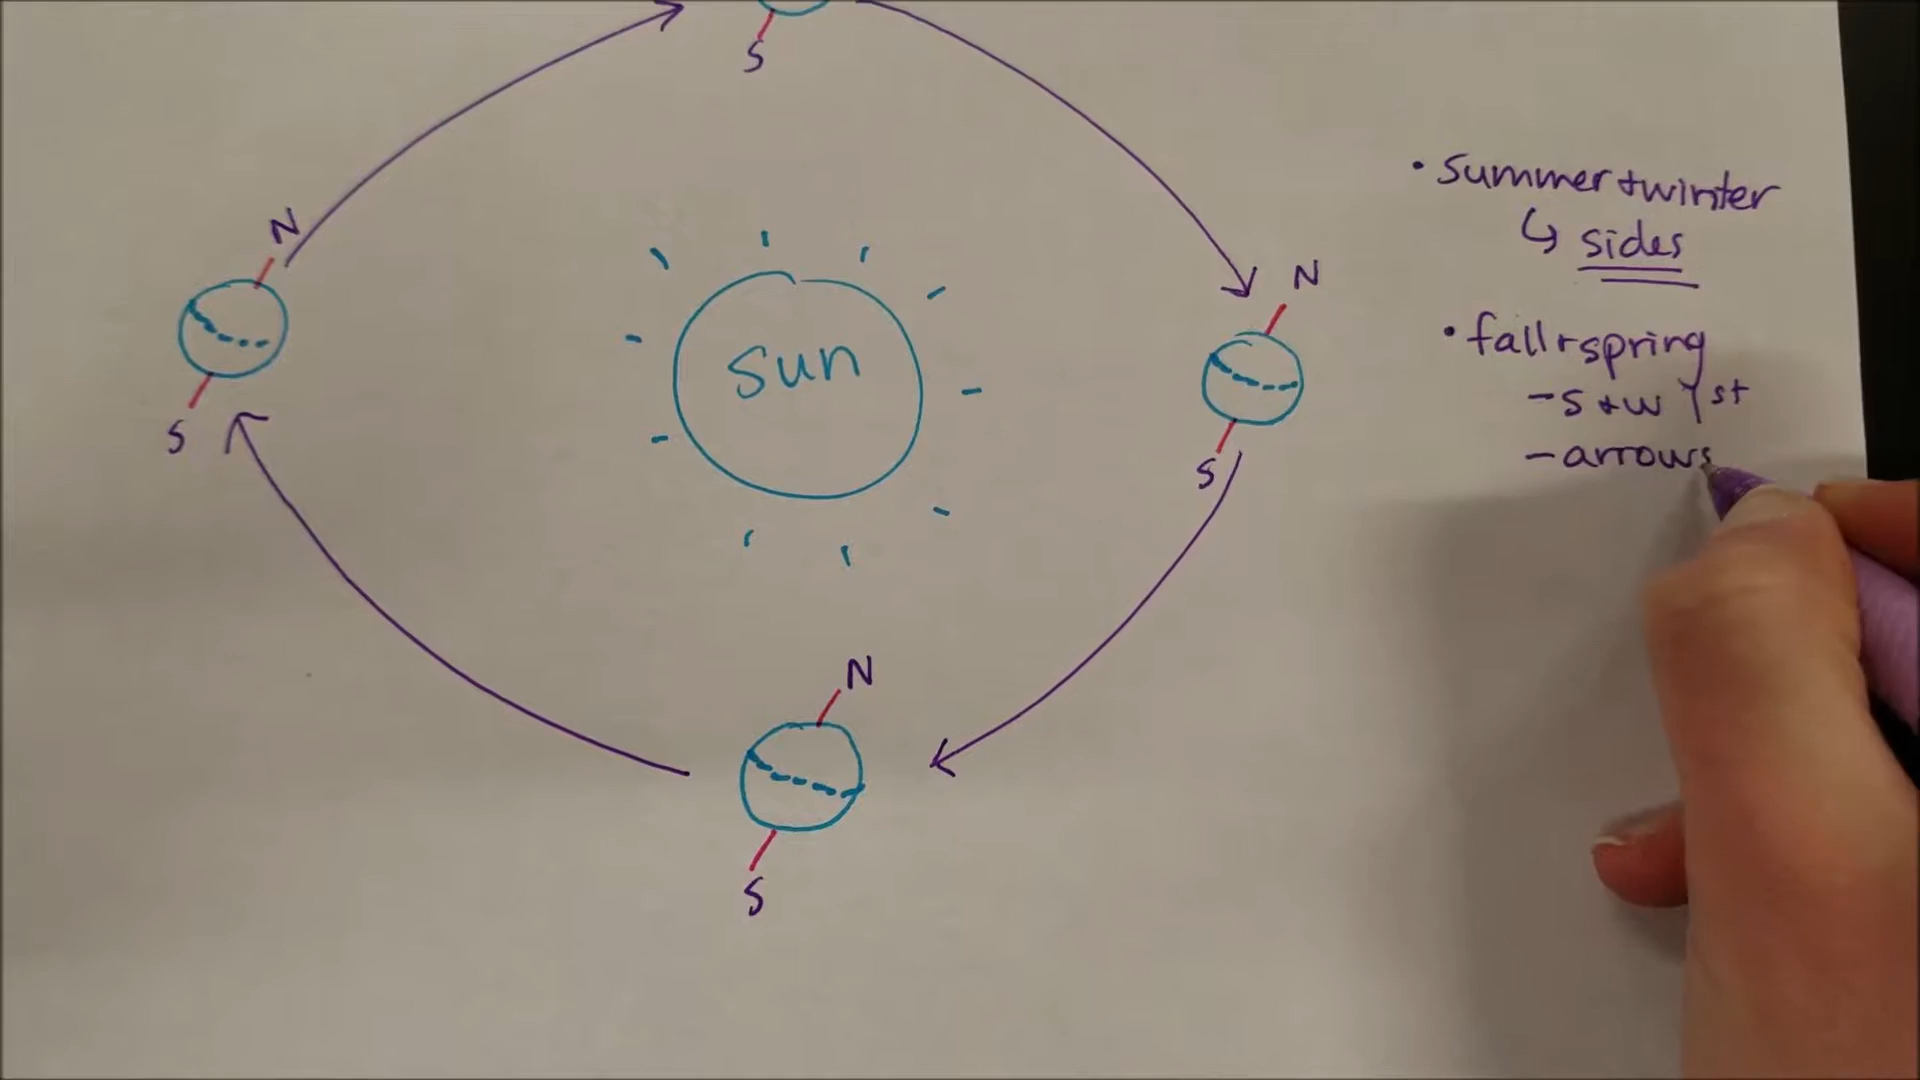 S
N
N
sun
S
S
N
S
• summer + winter
↳ sides
• fall + spring
- s + w 1st
- arrows